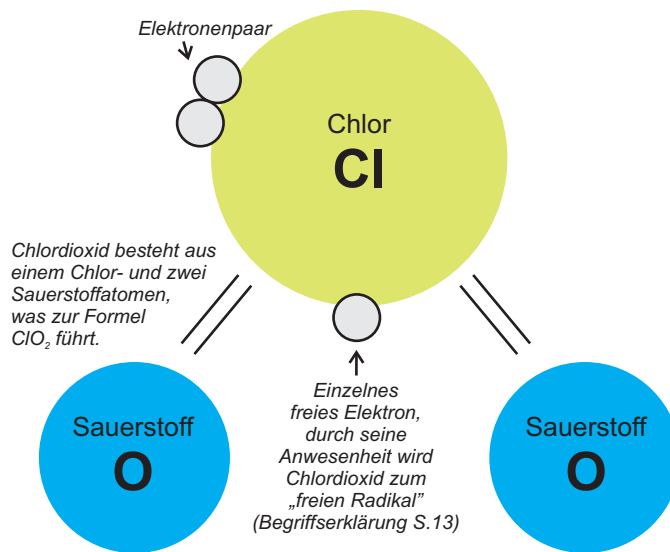 Elektronenpaar
Chlor
Cl
Chlordioxid besteht aus
einem Chlor- und zwei
Sauerstoffatomen,
was zur Formel
ClO₂ führt.
Sauerstoff
O
Einzelnes
freies Elektron,
durch seine
Anwesenheit wird
Chlordioxid zum
„freien Radikal”
(Begriffserklärung S.13)
Sauerstoff
O